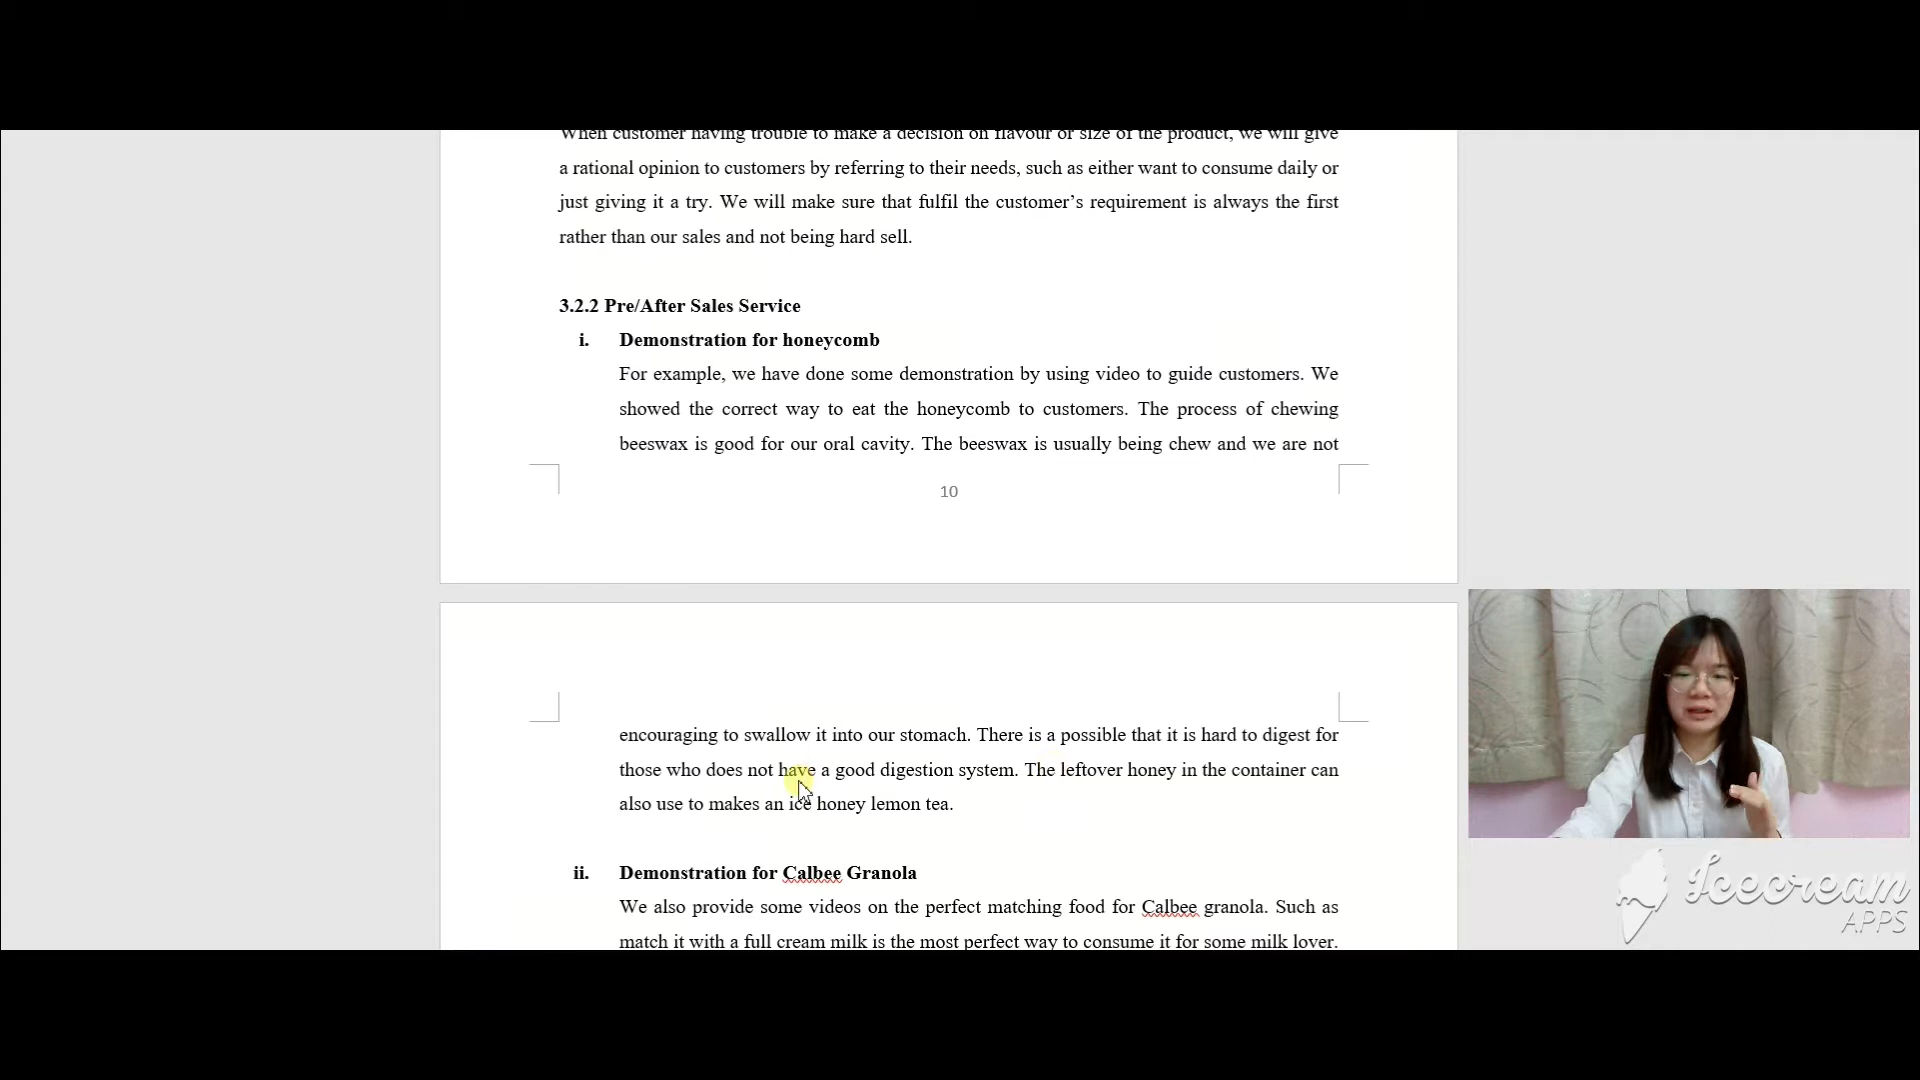 When customer having trouble to make a decision on flavour or size of the product, we will give
a rational opinion to customers by referring to their needs, such as either want to consume daily or
just giving it a try. We will make sure that fulfil the customer’s requirement is always the first
rather than our sales and not being hard sell.
3.2.2 Pre/After Sales Service
i. Demonstration for honeycomb
For example, we have done some demonstration by using video to guide customers. We
showed the correct way to eat the honeycomb to customers. The process of chewing
beeswax is good for our oral cavity. The beeswax is usually being chew and we are not
10
encouraging to swallow it into our stomach. There is a possible that it is hard to digest for
those who does not have a good digestion system. The leftover honey in the container can
also use to makes an ice honey lemon tea.
ii. Demonstration for Calbee Granola
We also provide some videos on the perfect matching food for Calbee granola. Such as
match it with a full cream milk is the most perfect way to consume it for some milk lover.
Icecream
APPS